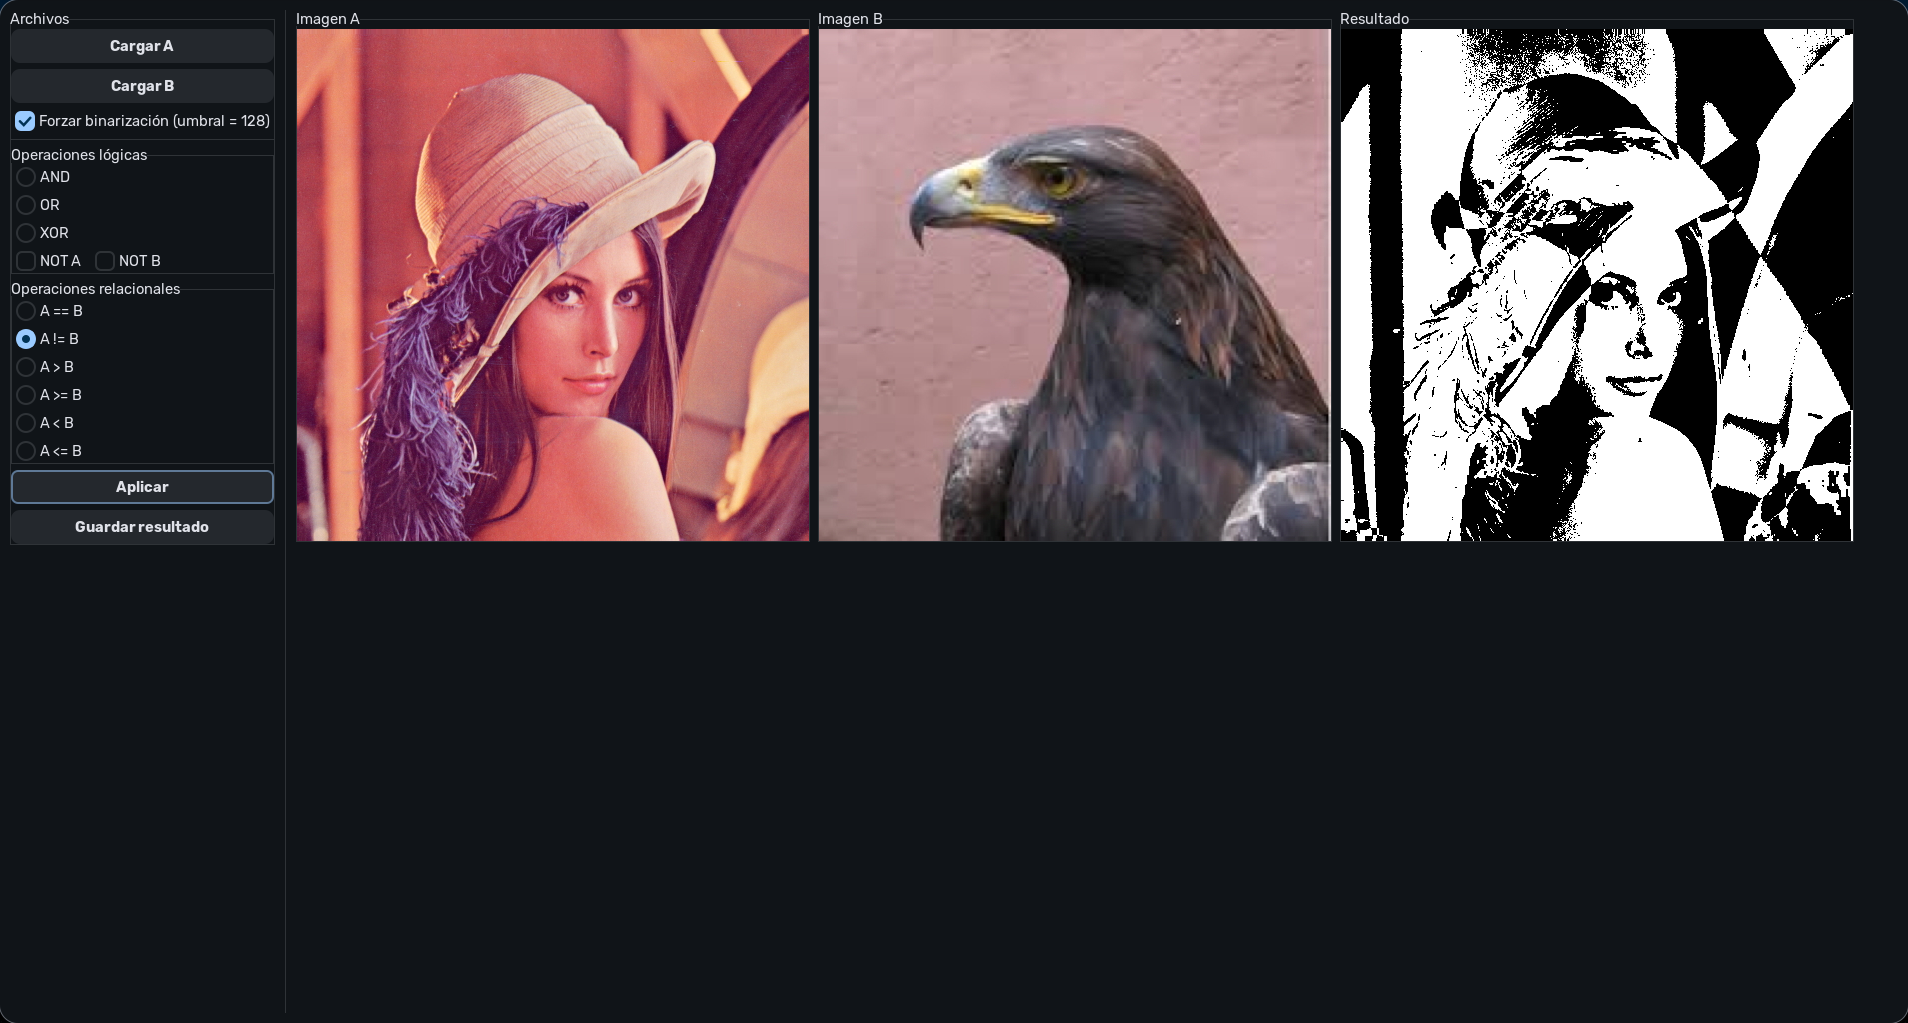 Archivos
Cargar A
Cargar B
Forzar binarización (umbral = 128)
Operaciones lógicas
AND
OR
XOR
NOT A NOT B
Operaciones relacionales
A == B
A != B
A > B
A >= B
A < B
A <= B
Aplicar
Guardar resultado
Imagen A
Imagen B
Resultado